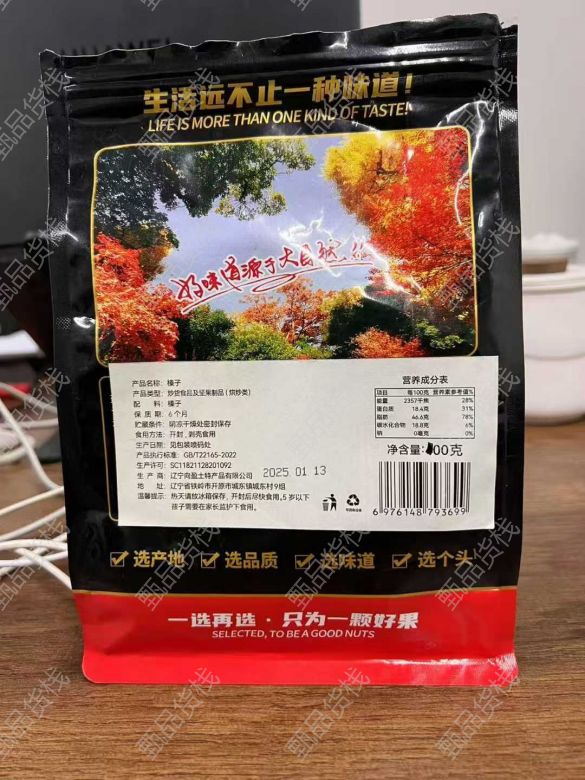 生活远不止一种味道！
LIFE IS MORE THAN ONE KIND OF TASTE!
好味道源于大自然
产品名称：榛子
产品类型：炒货食品及坚果制品（烘炒类）
配 料：榛子
保 质 期：6个月
贮藏条件：阴凉干燥处密封保存
食用方式：开封，剥壳食用
生产日期：见包装喷码处
产品执行标准：GB/T22165-2022
生产许可：SC11821128201092
生 产 商：辽宁向盈土特产品有限公司
地 址：辽宁省铁岭市开原市城东镇城东村9组
温馨提示：热天请放冰箱保存，开封后尽快食用。5岁以下
孩子需要在家长监护下食用。
2025 01 13
营养成分表
项目 每100克 营养素参考值%
能量 2357千焦 28%
蛋白质 18.4克 31%
脂肪 46.6克 78%
碳水化合物 18.8克 6%
钠 0毫克 0%
净含量：00克
6976148793699
选产地 选品质 选味道 选个头
一选再选·只为一颗好果
SELECTED, TO BE A GOOD NUTS
甄品货栈